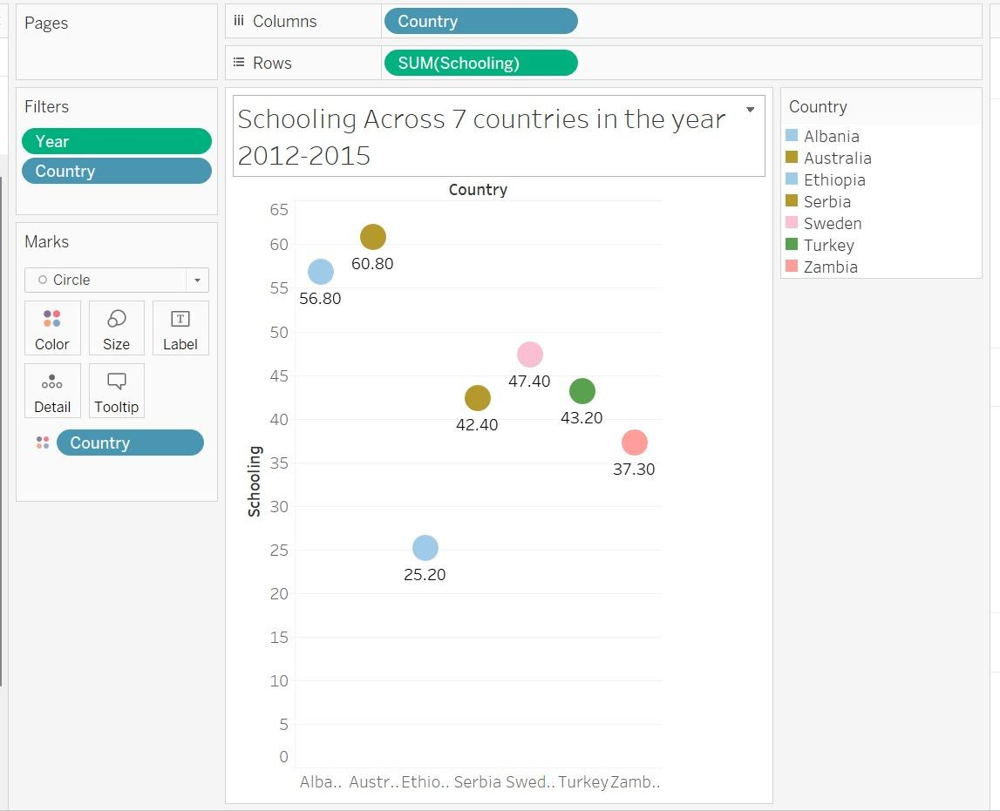 Pages
Columns
Country
Rows
SUM(Schooling)
Filters
Year
Country
Marks
Circle
Color
Size
Label
Detail
Tooltip
Country
Schooling Across 7 countries in the year
2012-2015
Country
65
60
55
50
45
40
35
30
25
20
15
10
5
0
Schooling
56.80
60.80
25.20
42.40
47.40
43.20
37.30
Alba.. Austr.. Ethio.. Serbia Swed.. Turkey Zamb..
Country
Albania
Australia
Ethiopia
Serbia
Sweden
Turkey
Zambia